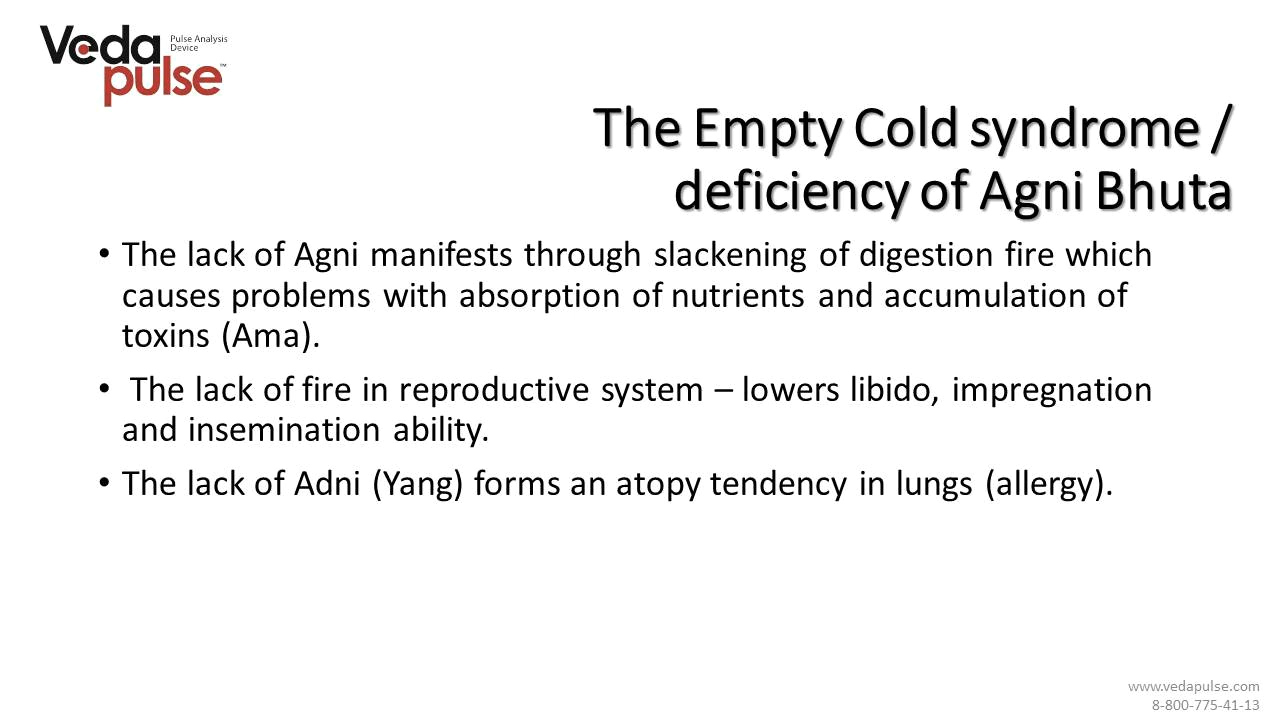 Veda
pulse™
Pulse Analysis
Device
The Empty Cold syndrome /
deficiency of Agni Bhuta
• The lack of Agni manifests through slackening of digestion fire which
causes problems with absorption of nutrients and accumulation of
toxins (Ama).
• The lack of fire in reproductive system – lowers libido, impregnation
and insemination ability.
• The lack of Adni (Yang) forms an atopy tendency in lungs (allergy).
www.vedapulse.com
8-800-775-41-13